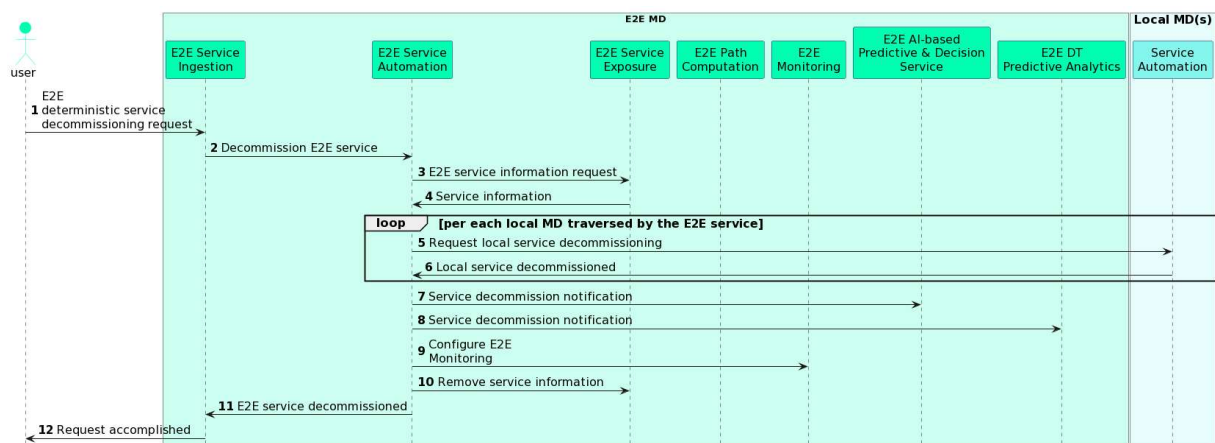 E2E MD
Local MD(s)
user
E2E Service
Ingestion
E2E Service
Automation
E2E Service
Exposure
E2E Path
Computation
E2E
Monitoring
E2E AI-based
Predictive & Decision
Service
E2E DT
Predictive Analytics
Service
Automation
E2E
1 deterministic service
decommissioning request
2 Decommission E2E service
3 E2E service information request
4 Service information
loop [per each local MD traversed by the E2E service]
5 Request local service decommissioning
6 Local service decommissioned
7 Service decommission notification
8 Service decommission notification
9 Configure E2E
Monitoring
10 Remove service information
11 E2E service decommissioned
12 Request accomplished